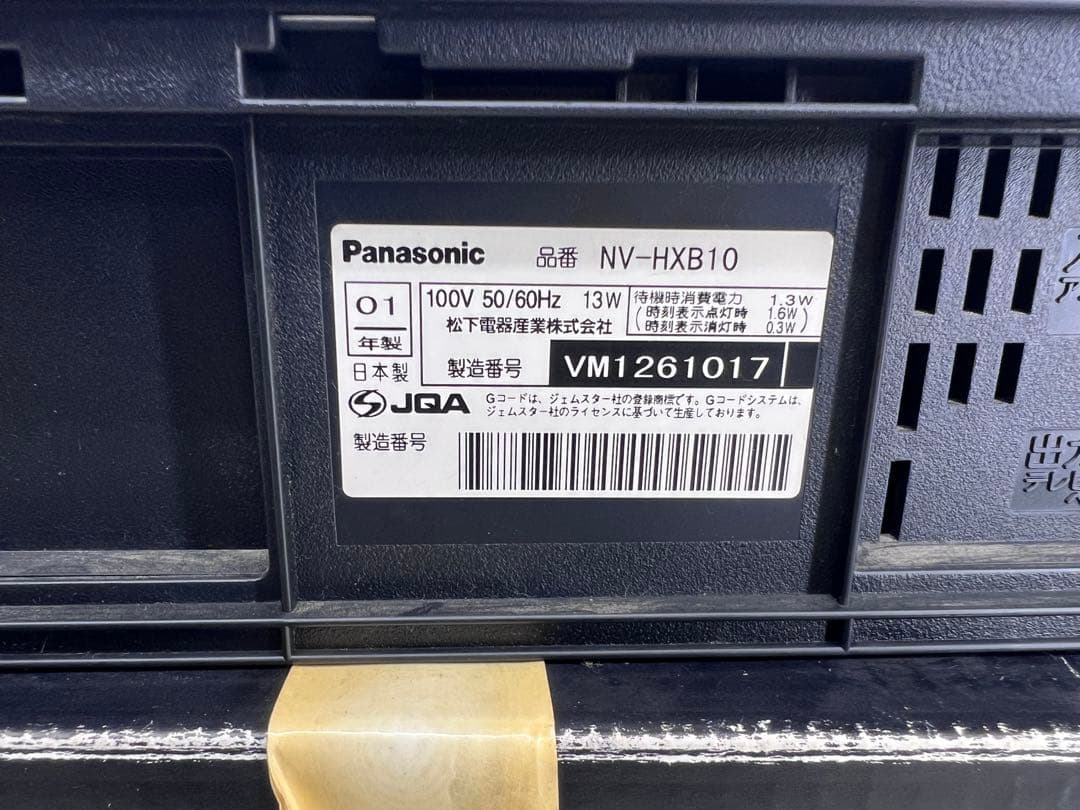 Panasonic 品番 NV-HXB10
01
年製
日本製
100V 50/60Hz 13W
松下電器産業株式会社
待機時消費電力 1.3W
(時刻表示点灯時 1.6W)
(時刻表示消灯時 0.3W)
製造番号 VM1261017
JQA
Gコードは、ジェムスター社の登録商標です。Gコードシステムは、
ジェムスター社のライセンスに基づいて生産しております。
製造番号
出力
テレビ